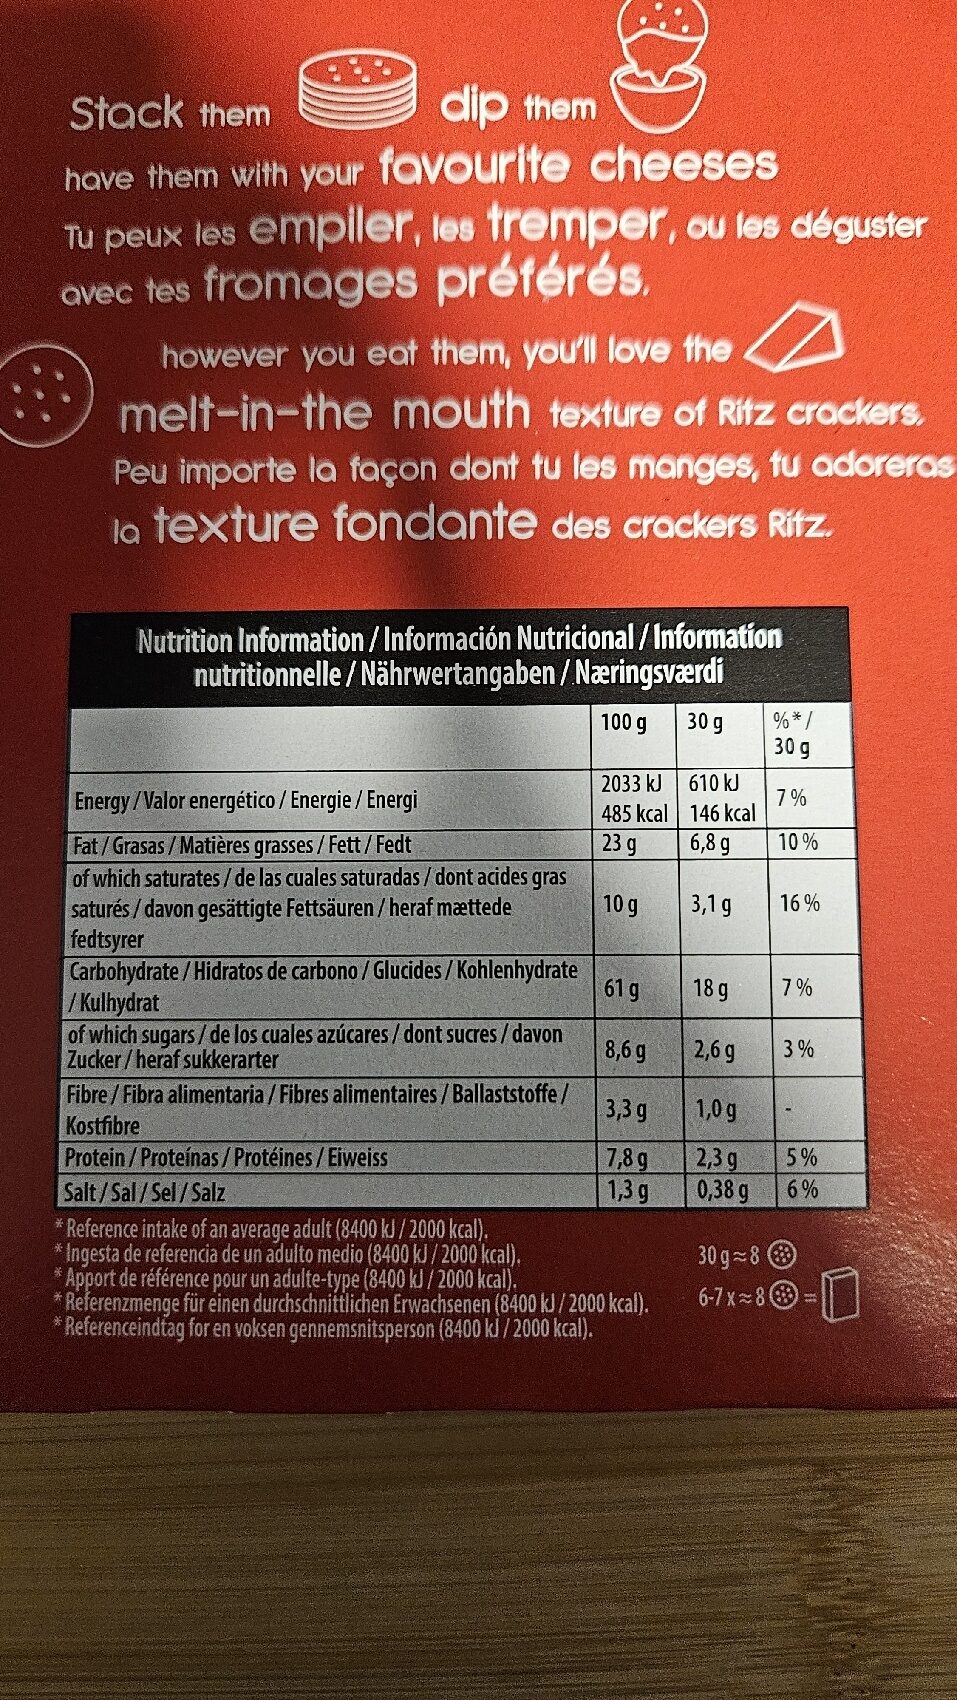 Stack them dip them
have them with your favourite cheeses
Tu peux les empiler, les tremper, ou les déguster
avec tes fromages préférés.
however you eat them, you'll love the
melt-in-the mouth texture of Ritz crackers.
Peu importe la façon dont tu les manges, tu adoreras
la texture fondante des crackers Ritz.
Nutrition Information / Información Nutricional / Information
nutritionnelle / Nährwertangaben / Næringsværdi
100 g 30 g %* /
30 g
Energy / Valor energético / Energie / Energi 2033 kJ 610 kJ 7 %
485 kcal 146 kcal
Fat / Grasas / Matières grasses / Fett / Fedt 23 g 6,8 g 10 %
of which saturates / de las cuales saturadas / dont acides gras
saturés / davon gesättigte Fettsäuren / heraf mættede 10 g 3,1 g 16 %
fedtsyrer
Carbohydrate / Hidratos de carbono / Glucides / Kohlenhydrate
/ Kulhydrat 61 g 18 g 7 %
of which sugars / de los cuales azúcares / dont sucres / davon
Zucker / heraf sukkerarter 8,6 g 2,6 g 3 %
Fibre / Fibra alimentaria / Fibres alimentaires / Ballaststoffe /
Kostfibre 3,3 g 1,0 g -
Protein / Proteínas / Protéines / Eiweiss 7,8 g 2,3 g 5 %
Salt / Sal / Sel / Salz 1,3 g 0,38 g 6 %
* Reference intake of an average adult (8400 kJ / 2000 kcal).
* Ingesta de referencia de un adulto medio (8400 kJ / 2000 kcal).
* Apport de référence pour un adulte-type (8400 kJ / 2000 kcal).
* Referenzmenge für einen durchschnittlichen Erwachsenen (8400 kJ / 2000 kcal).
* Referenceindtag for en voksen gennemsnitsperson (8400 kJ / 2000 kcal).
30 g ≈ 8
6-7 x ≈ 8 =